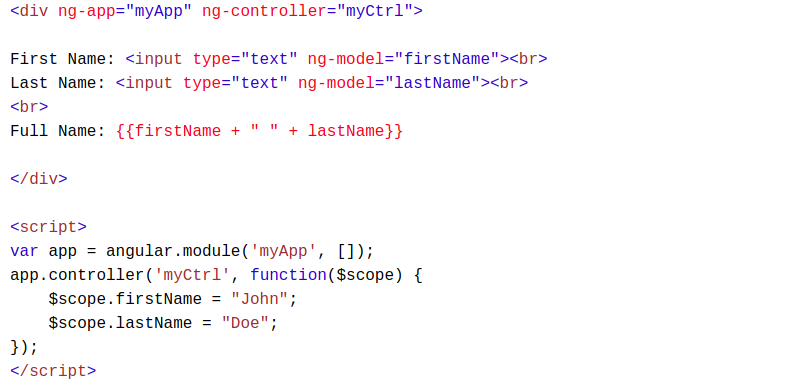 <div ng-app="myApp" ng-controller="myCtrl">

First Name: <input type="text" ng-model="firstName"><br>
Last Name: <input type="text" ng-model="lastName"><br>
<br>
Full Name: {{firstName + " " + lastName}}

</div>

<script>
var app = angular.module('myApp', []);
app.controller('myCtrl', function($scope) {
    $scope.firstName = "John";
    $scope.lastName = "Doe";
});
</script>